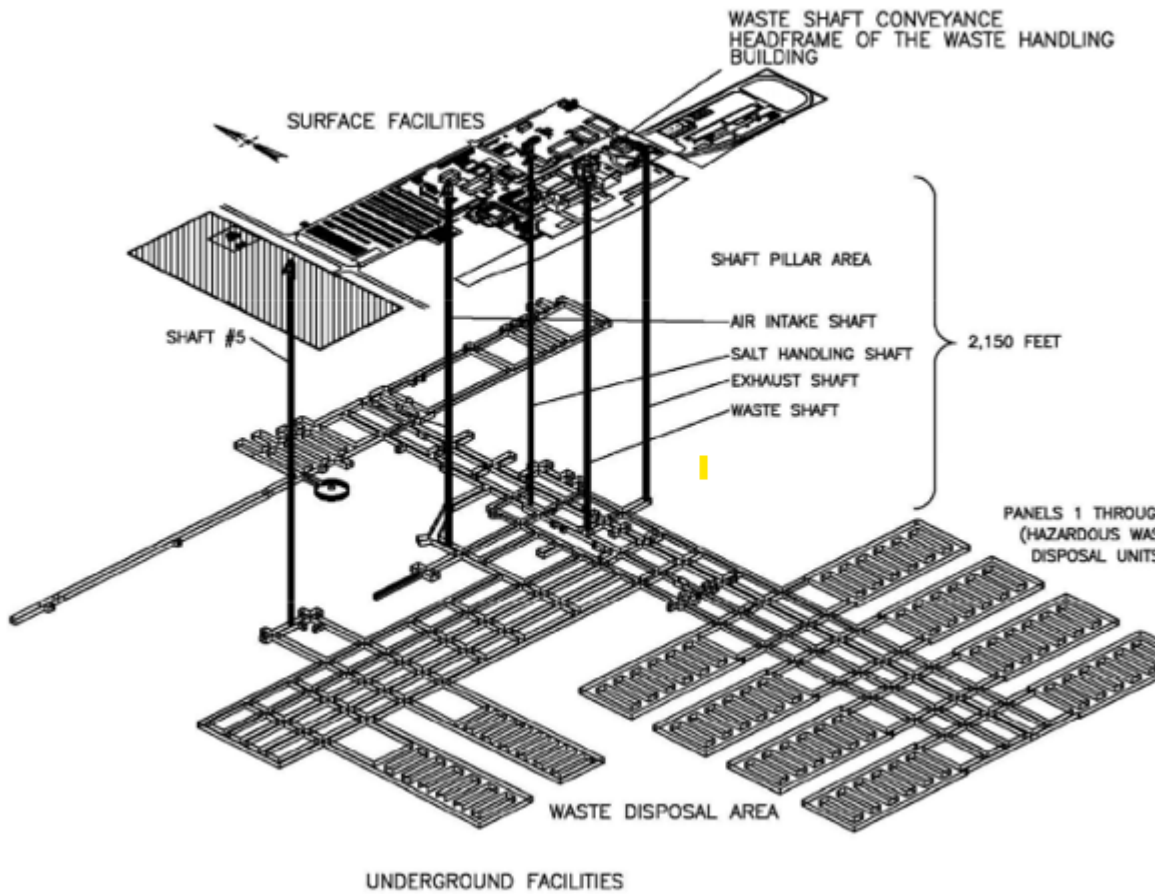 WASTE SHAFT CONVEYANCE
HEADFRAME OF THE WASTE HANDLING
BUILDING
SURFACE FACILITIES
SHAFT PILLAR AREA
SHAFT #5
AIR INTAKE SHAFT
2,150 FEET
SALT HANDLING SHAFT
EXHAUST SHAFT
WASTE SHAFT
PANELS 1 THROUG
(HAZARDOUS WAS
DISPOSAL UNITS
WASTE DISPOSAL AREA
UNDERGROUND FACILITIES